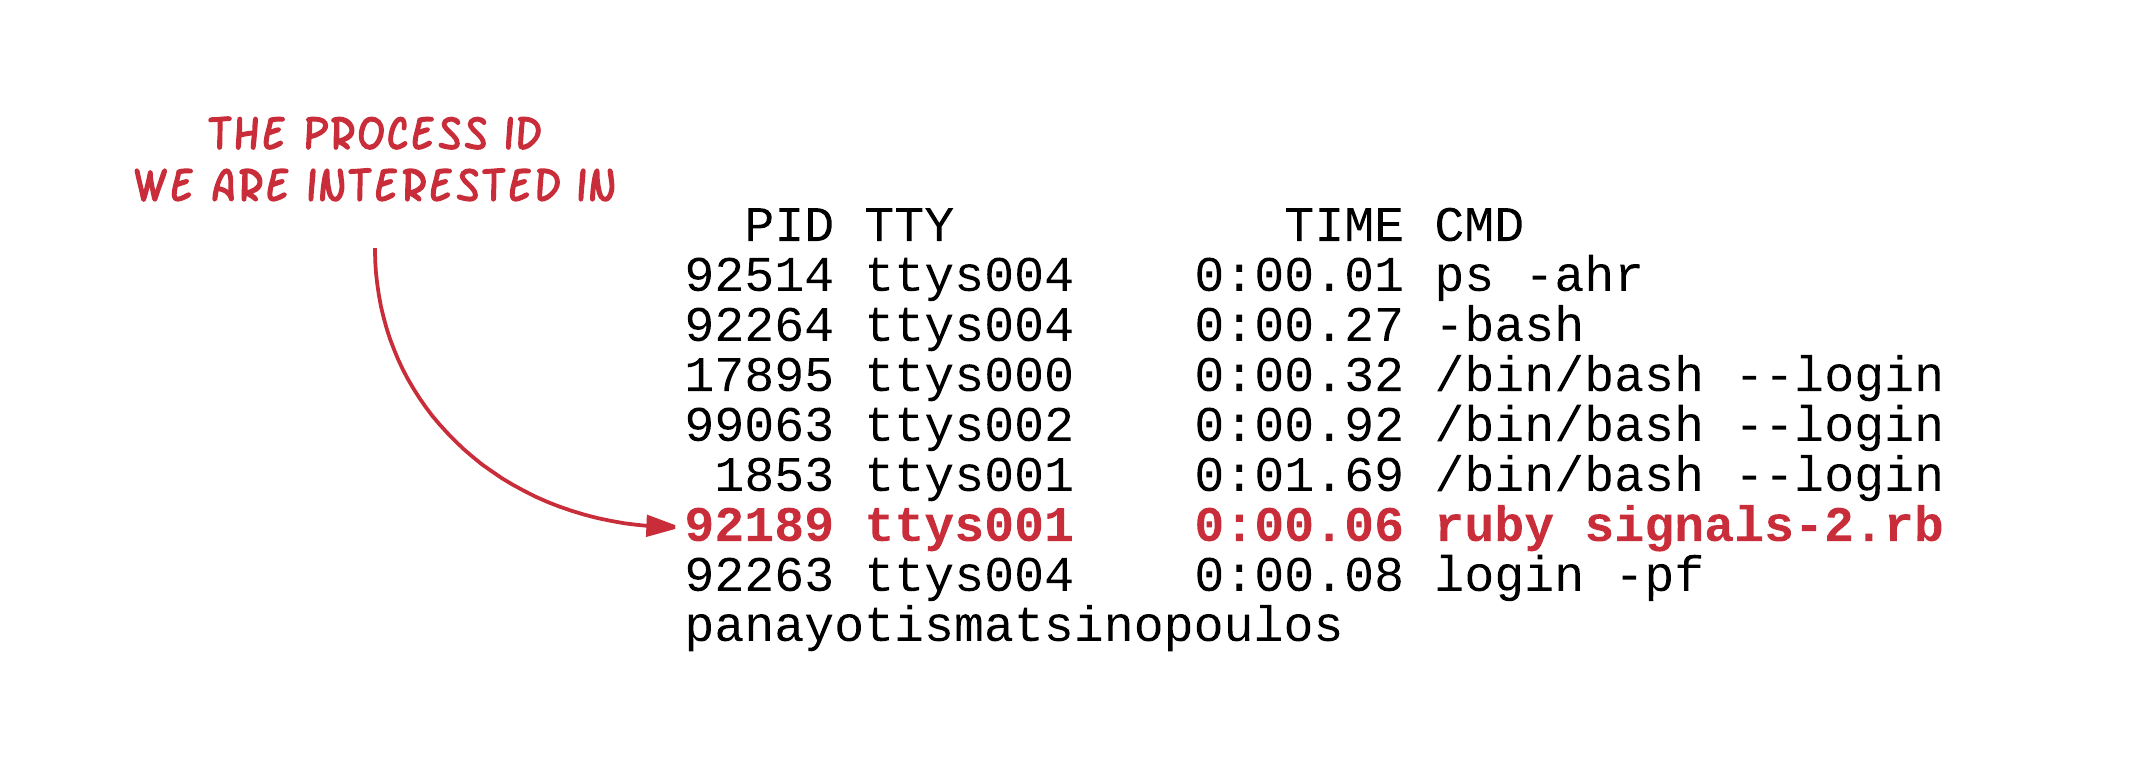 THE PROCESS ID
WE ARE INTERESTED IN
  PID TTY           TIME CMD
92514 ttys004    0:00.01 ps -ahr
92264 ttys004    0:00.27 -bash
17895 ttys000    0:00.32 /bin/bash --login
99063 ttys002    0:00.92 /bin/bash --login
 1853 ttys001    0:01.69 /bin/bash --login
92189 ttys001    0:00.06 ruby signals-2.rb
92263 ttys004    0:00.08 login -pf
panayotismatsinopoulos